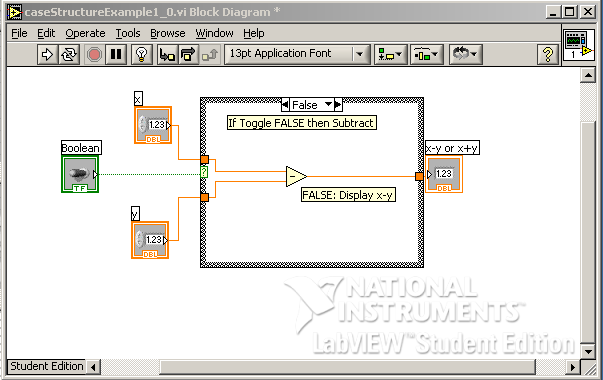 caseStructureExample1_0.vi Block Diagram *
File Edit Operate Tools Browse Window Help
13pt Application Font
?
1
x
False
1.23
DBL
If Toggle FALSE then Subtract
Boolean
TF
?
x-y or x+y
1.23
DBL
FALSE: Display x-y
y
1.23
DBL
NATIONAL
INSTRUMENTS™
LabVIEW™ Student Edition
Student Edition